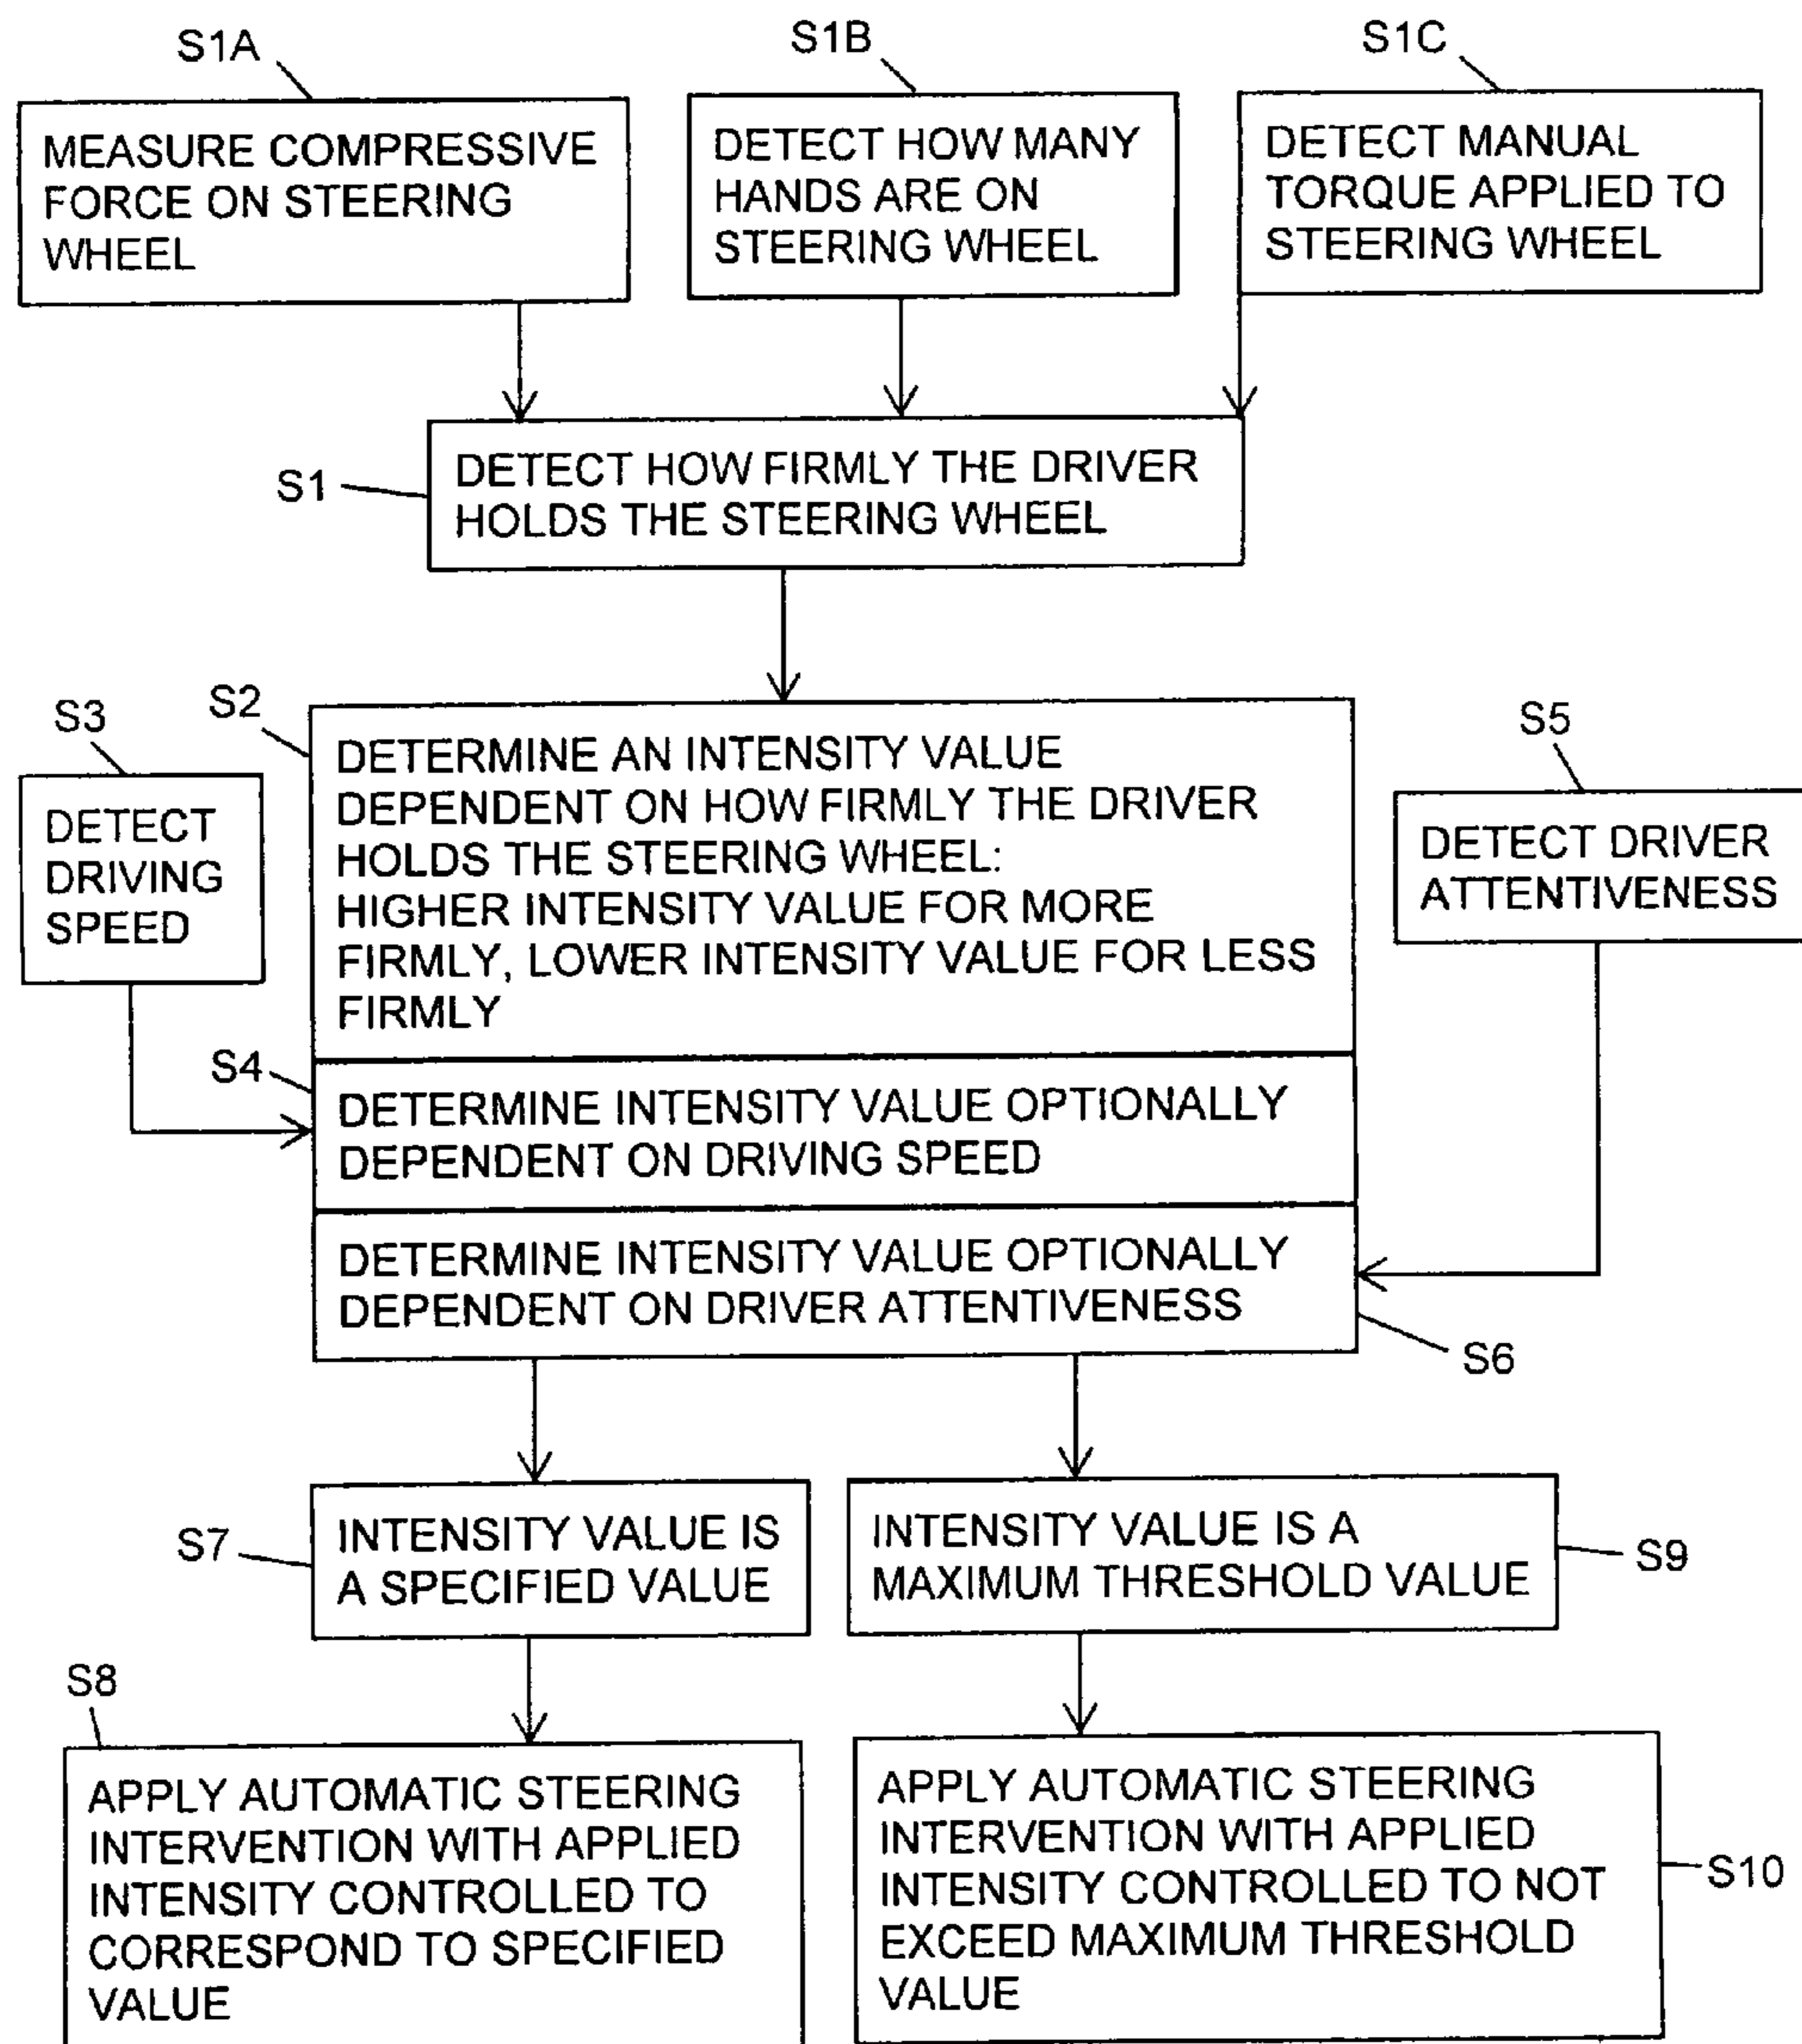 S1A
S1B
S1C
MEASURE COMPRESSIVE
FORCE ON STEERING
WHEEL
DETECT HOW MANY
HANDS ARE ON
STEERING WHEEL
DETECT MANUAL
TORQUE APPLIED TO
STEERING WHEEL
S1
DETECT HOW FIRMLY THE DRIVER
HOLDS THE STEERING WHEEL
S3
DETECT
DRIVING
SPEED
S2
DETERMINE AN INTENSITY VALUE
DEPENDENT ON HOW FIRMLY THE DRIVER
HOLDS THE STEERING WHEEL:
HIGHER INTENSITY VALUE FOR MORE
FIRMLY, LOWER INTENSITY VALUE FOR LESS
FIRMLY
S5
DETECT DRIVER
ATTENTIVENESS
S4
DETERMINE INTENSITY VALUE OPTIONALLY
DEPENDENT ON DRIVING SPEED
DETERMINE INTENSITY VALUE OPTIONALLY
DEPENDENT ON DRIVER ATTENTIVENESS
S6
S7
INTENSITY VALUE IS
A SPECIFIED VALUE
INTENSITY VALUE IS A
MAXIMUM THRESHOLD VALUE
S9
S8
APPLY AUTOMATIC STEERING
INTERVENTION WITH APPLIED
INTENSITY CONTROLLED TO
CORRESPOND TO SPECIFIED
VALUE
APPLY AUTOMATIC STEERING
INTERVENTION WITH APPLIED
INTENSITY CONTROLLED TO NOT
EXCEED MAXIMUM THRESHOLD
VALUE
S10